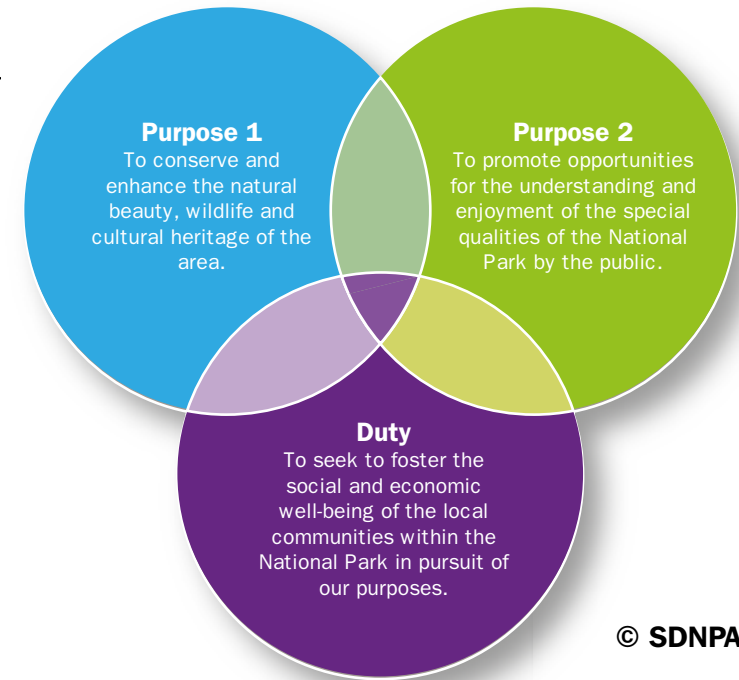 Purpose 1
To conserve and
enhance the natural
beauty, wildlife and
cultural heritage of the
area.
Purpose 2
To promote opportunities
for the understanding and
enjoyment of the special
qualities of the National
Park by the public.
Duty
To seek to foster the
social and economic
well-being of the local
communities within the
National Park in pursuit of
our purposes.
© SDNPA